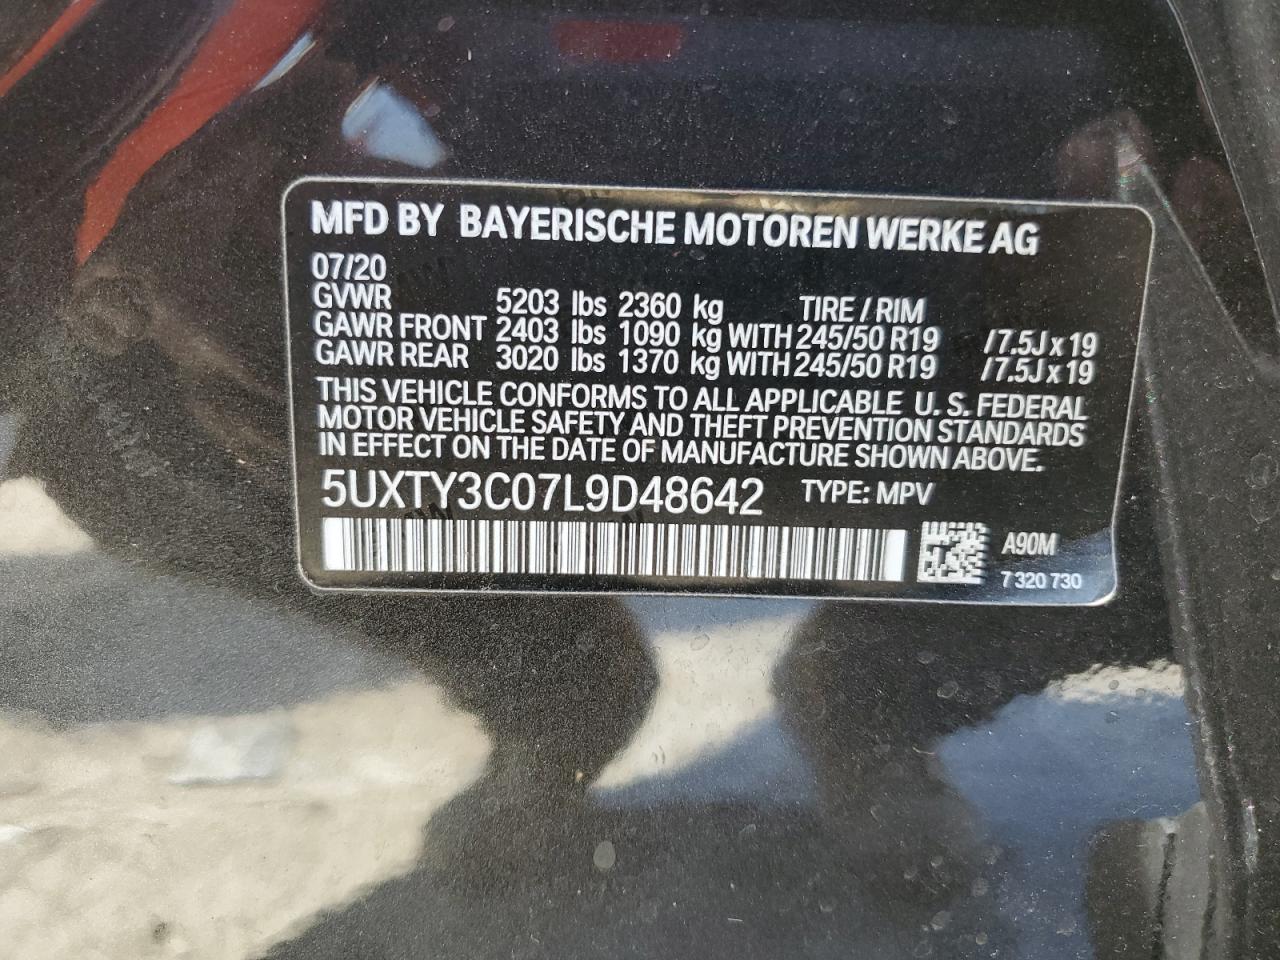 MFD BY BAYERISCHE MOTOREN WERKE AG
07/20
GVWR 5203 lbs 2360 kg TIRE / RIM
GAWR FRONT 2403 lbs 1090 kg WITH 245/50 R19 /7.5J x 19
GAWR REAR 3020 lbs 1370 kg WITH 245/50 R19 /7.5J x 19
THIS VEHICLE CONFORMS TO ALL APPLICABLE U. S. FEDERAL
MOTOR VEHICLE SAFETY AND THEFT PREVENTION STANDARDS
IN EFFECT ON THE DATE OF MANUFACTURE SHOWN ABOVE.
5UXTY3C07L9D48642 TYPE: MPV
A90M
7 320 730